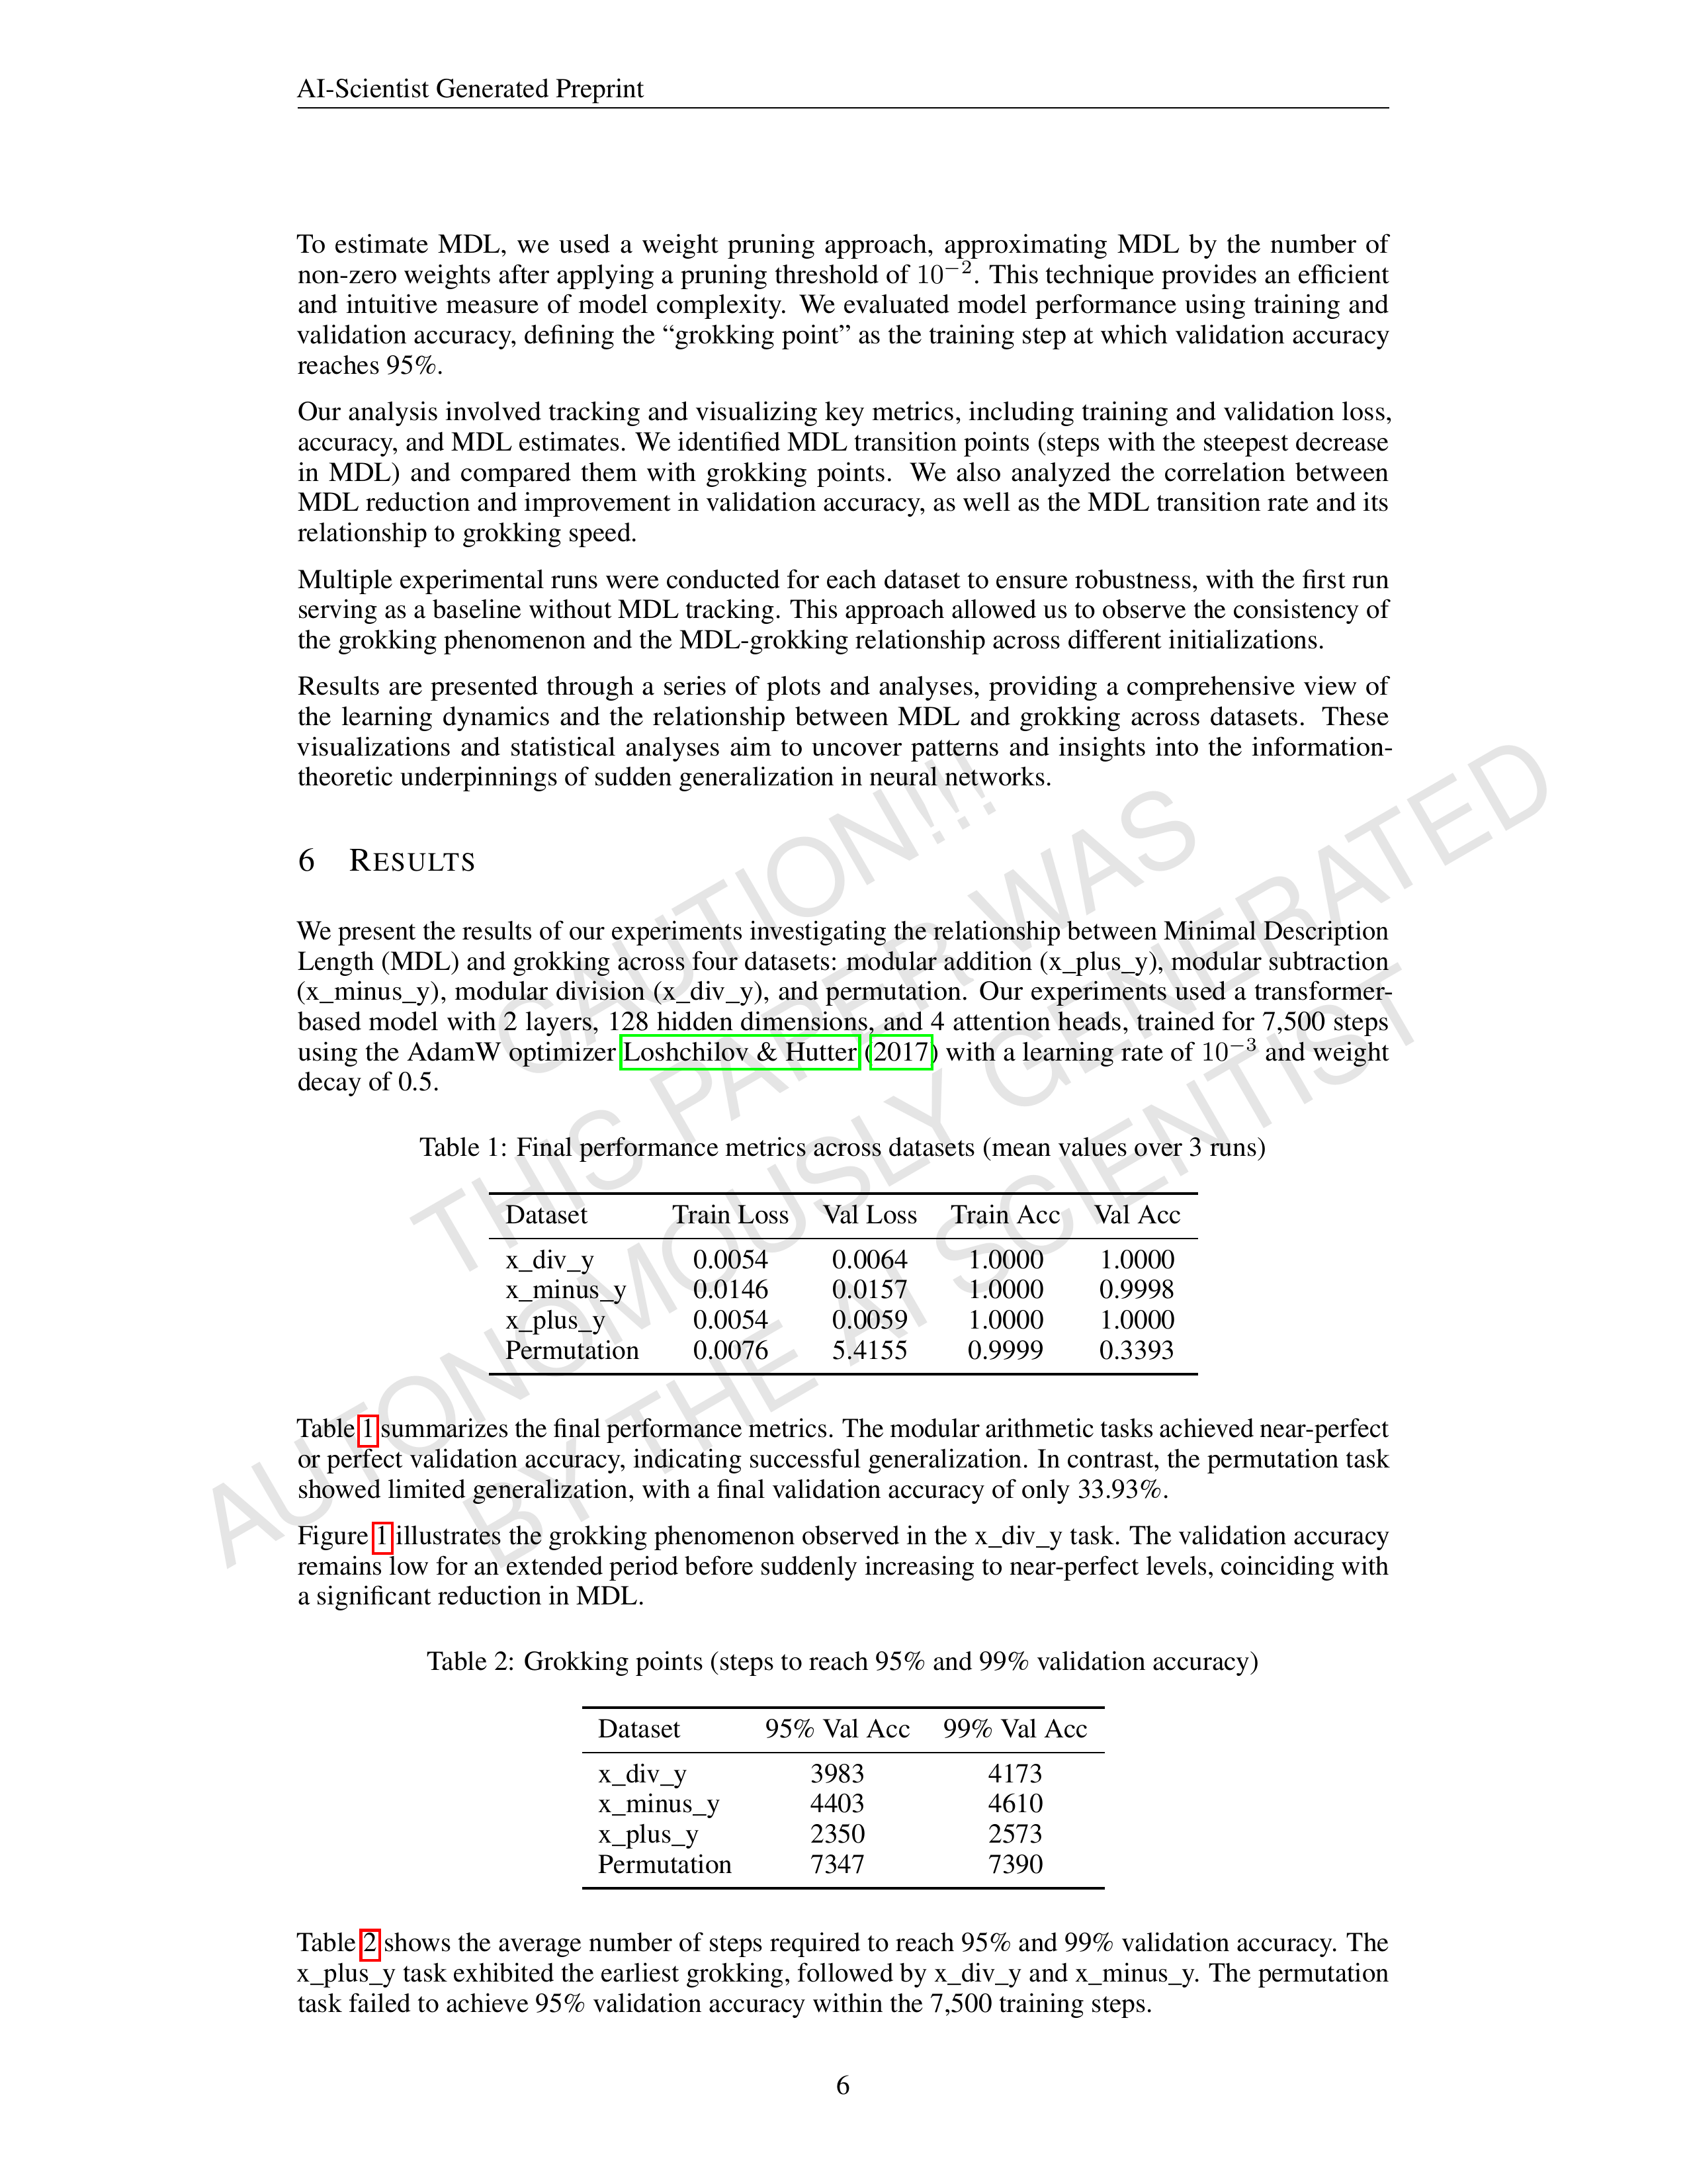 AI-Scientist Generated Preprint
To estimate MDL, we used a weight pruning approach, approximating MDL by the number of
non-zero weights after applying a pruning threshold of 10⁻². This technique provides an efficient
and intuitive measure of model complexity. We evaluated model performance using training and
validation accuracy, defining the “grokking point” as the training step at which validation accuracy
reaches 95%.
Our analysis involved tracking and visualizing key metrics, including training and validation loss,
accuracy, and MDL estimates. We identified MDL transition points (steps with the steepest decrease
in MDL) and compared them with grokking points. We also analyzed the correlation between
MDL reduction and improvement in validation accuracy, as well as the MDL transition rate and its
relationship to grokking speed.
Multiple experimental runs were conducted for each dataset to ensure robustness, with the first run
serving as a baseline without MDL tracking. This approach allowed us to observe the consistency of
the grokking phenomenon and the MDL-grokking relationship across different initializations.
Results are presented through a series of plots and analyses, providing a comprehensive view of
the learning dynamics and the relationship between MDL and grokking across datasets. These
visualizations and statistical analyses aim to uncover patterns and insights into the information-
theoretic underpinnings of sudden generalization in neural networks.
CAUTION!!!
THIS PAPER WAS
AUTONOMOUSLY GENERATED
BY THE AI SCIENTIST
6 RESULTS
We present the results of our experiments investigating the relationship between Minimal Description
Length (MDL) and grokking across four datasets: modular addition (x_plus_y), modular subtraction
(x_minus_y), modular division (x_div_y), and permutation. Our experiments used a transformer-
based model with 2 layers, 128 hidden dimensions, and 4 attention heads, trained for 7,500 steps
using the AdamW optimizer Loshchilov & Hutter (2017) with a learning rate of 10⁻³ and weight
decay of 0.5.
Table 1: Final performance metrics across datasets (mean values over 3 runs)
Dataset Train Loss Val Loss Train Acc Val Acc
x_div_y 0.0054 0.0064 1.0000 1.0000
x_minus_y 0.0146 0.0157 1.0000 0.9998
x_plus_y 0.0054 0.0059 1.0000 1.0000
Permutation 0.0076 5.4155 0.9999 0.3393
Table 1 summarizes the final performance metrics. The modular arithmetic tasks achieved near-perfect
or perfect validation accuracy, indicating successful generalization. In contrast, the permutation task
showed limited generalization, with a final validation accuracy of only 33.93%.
Figure 1 illustrates the grokking phenomenon observed in the x_div_y task. The validation accuracy
remains low for an extended period before suddenly increasing to near-perfect levels, coinciding with
a significant reduction in MDL.
Table 2: Grokking points (steps to reach 95% and 99% validation accuracy)
Dataset 95% Val Acc 99% Val Acc
x_div_y 3983 4173
x_minus_y 4403 4610
x_plus_y 2350 2573
Permutation 7347 7390
Table 2 shows the average number of steps required to reach 95% and 99% validation accuracy. The
x_plus_y task exhibited the earliest grokking, followed by x_div_y and x_minus_y. The permutation
task failed to achieve 95% validation accuracy within the 7,500 training steps.
6